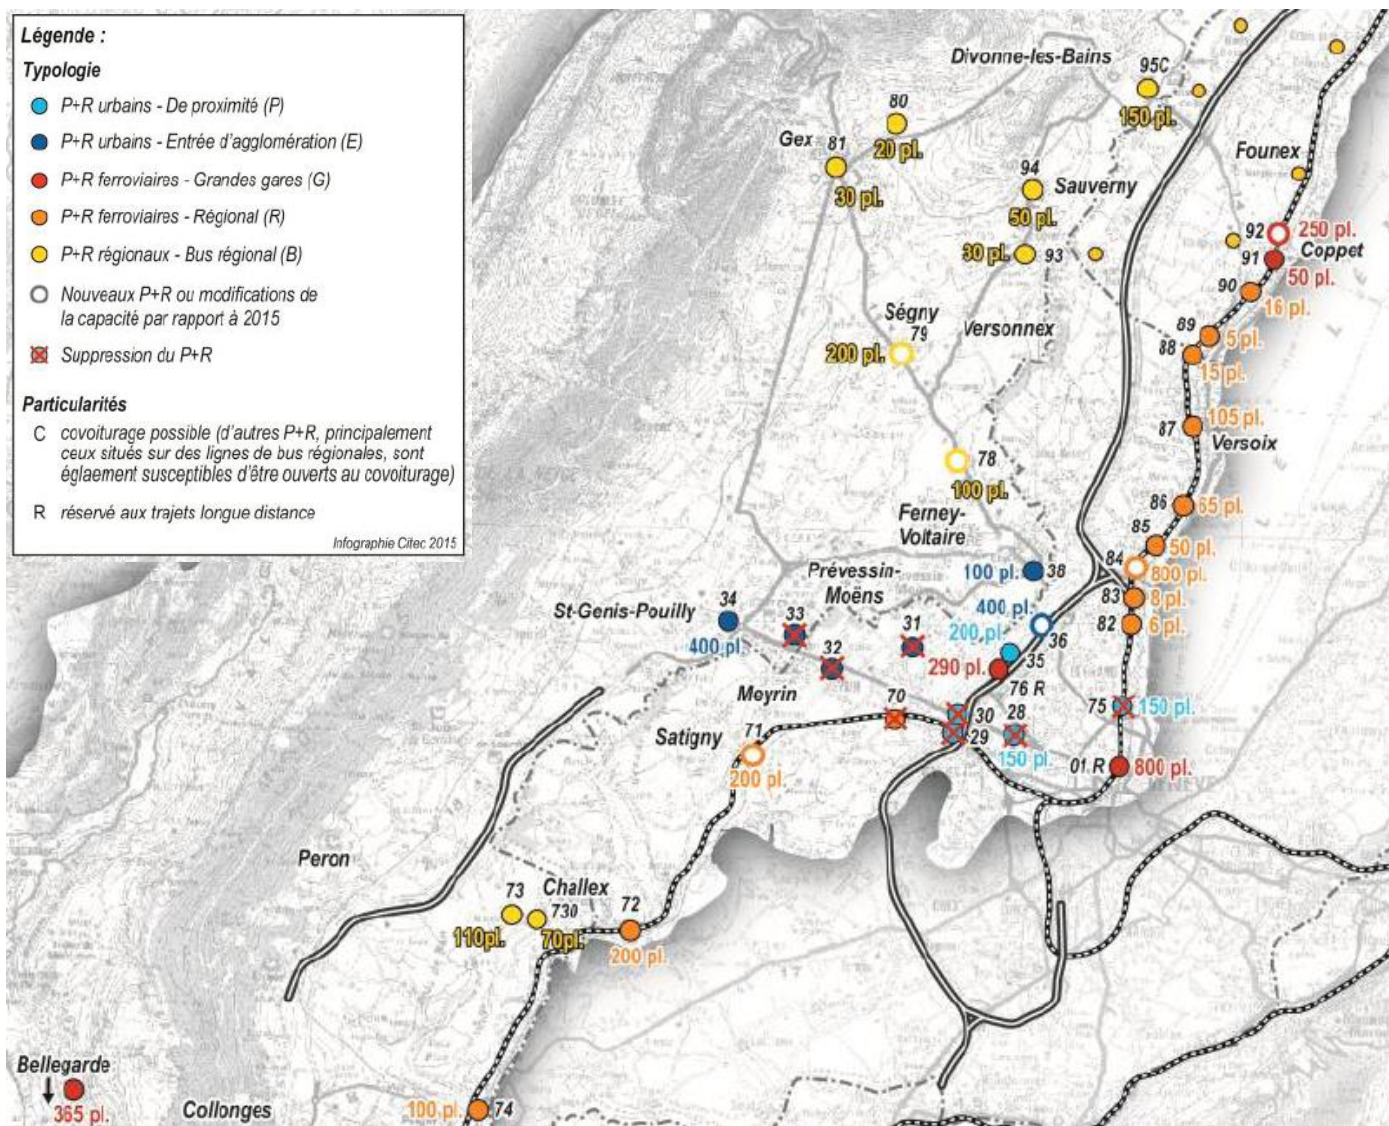 Légende :
Typologie
P+R urbains - De proximité (P)
P+R urbains - Entrée d'agglomération (E)
P+R ferroviaires - Grandes gares (G)
P+R ferroviaires - Régional (R)
P+R régionaux - Bus régional (B)
Nouveaux P+R ou modifications de
la capacité par rapport à 2015
Suppression du P+R
Particularités
C covoiturage possible (d'autres P+R, principalement
ceux situés sur des lignes de bus régionales, sont
églaement susceptibles d'être ouverts au covoiturage)
R réservé aux trajets longue distance
Infographie Citec 2015
Divonne-les-Bains
95C
150 pl.
80
20 pl.
Gex
81
30 pl.
94
Sauverny
50 pl.
30 pl.
93
Founex
92
250 pl.
Coppet
91
50 pl.
90
16 pl.
89
5 pl.
88
15 pl.
Ségny
79
200 pl.
Versonnex
105 pl.
87
Versoix
78
100 pl.
86
65 pl.
Ferney-
Voltaire
85
50 pl.
84
800 pl.
100 pl.
38
Prévessin-
Moëns
83
8 pl.
82
6 pl.
400 pl.
36
St-Genis-Pouilly
34
400 pl.
33
32
31
200 pl.
35
290 pl.
76 R
Meyrin
70
30
28
29
150 pl.
75
150 pl.
Satigny
71
200 pl.
01 R
800 pl.
Peron
Challex
73
730
72
110pl.
70pl.
200 pl.
Bellegarde
365 pl.
Collonges
100 pl.
74